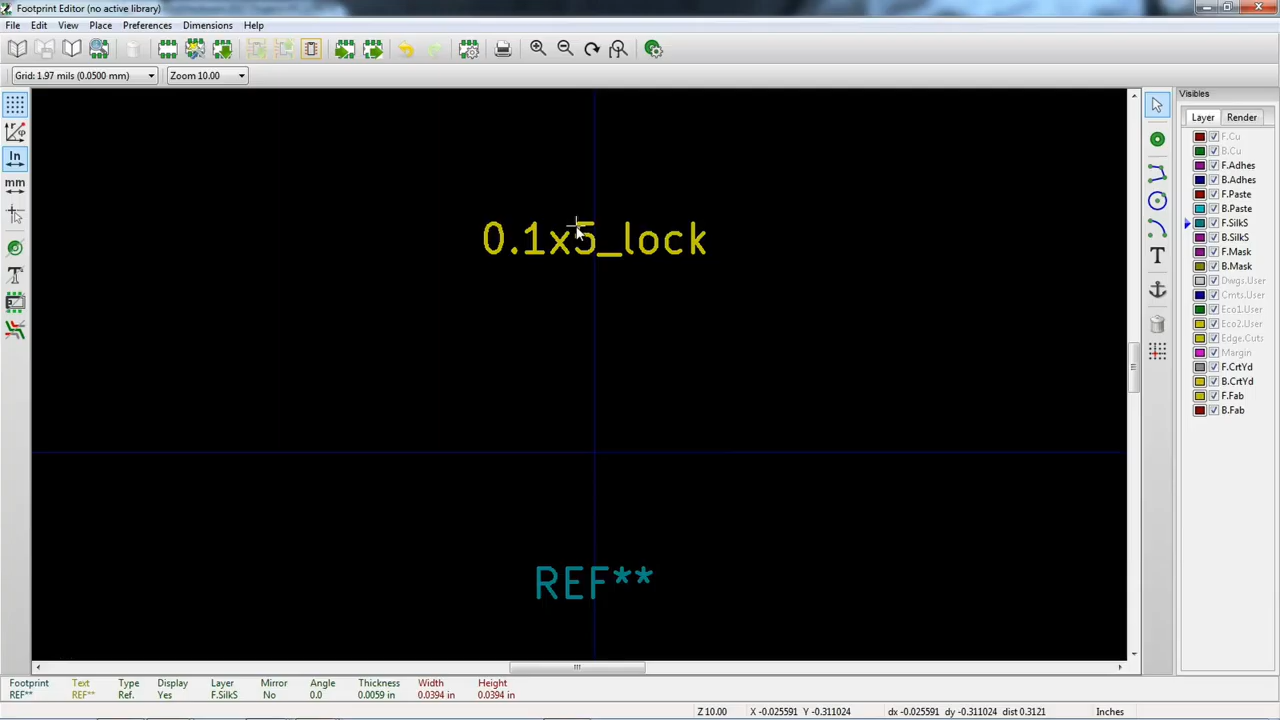 Footprint Editor (no active library)
File Edit View Place Preferences Dimensions Help
Grid: 1.97 mils (0.0500 mm) Zoom 10.00
In
mm
0.1x5_lock
REF**
Visibles
Layer Render
F.Cu
B.Cu
F.Adhes
B.Adhes
F.Paste
B.Paste
F.SilkS
B.SilkS
F.Mask
B.Mask
Dwgs.User
Cmts.User
Eco1.User
Eco2.User
Edge.Cuts
Margin
F.CrtYd
B.CrtYd
F.Fab
B.Fab
Footprint Text Type Display Layer Mirror Angle Thickness Width Height
REF** REF** Ref. Yes F.SilkS No 0.0 0.0059 in 0.0394 in 0.0394 in
Z 10.00 X -0.025591 Y -0.311024 dx -0.025591 dy -0.311024 dist 0.3121 Inches